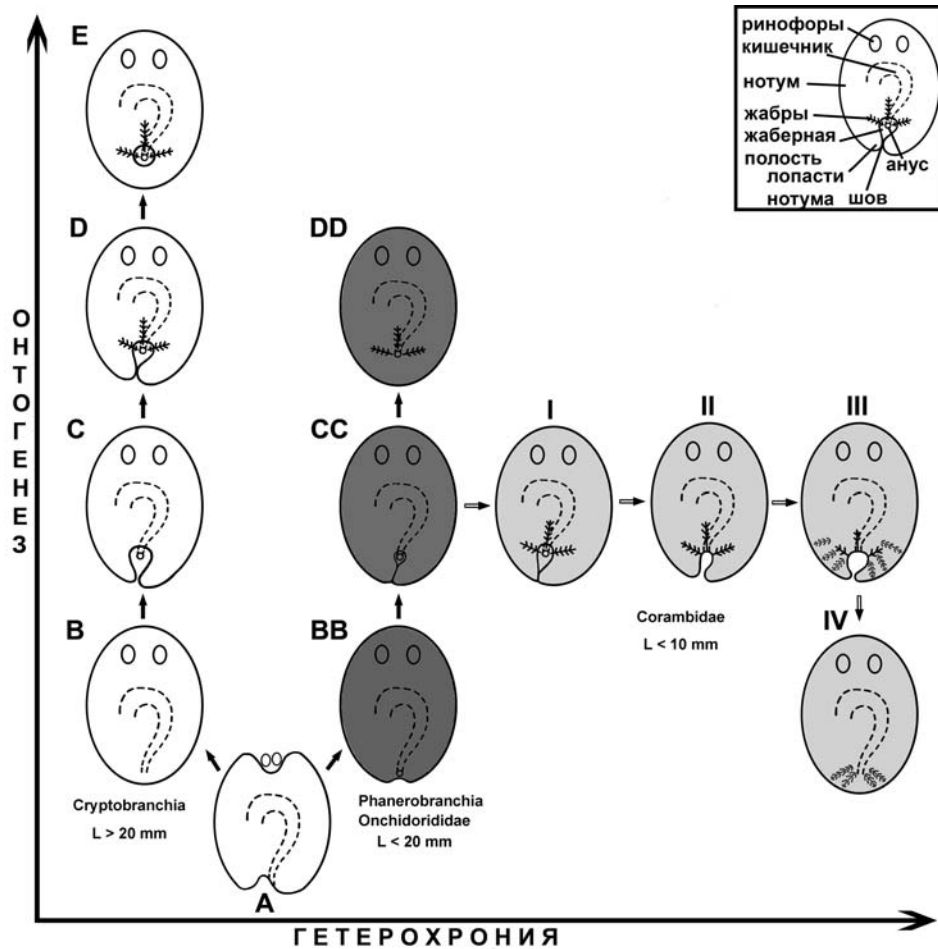 E
ринофоры
кишечник
нотум
жабры
жаберная
полость
анус
лопасти
нотума
шов
D
DD
ОНТОГЕНЕЗ
C
CC
I
II
III
B
BB
Corambidae
L < 10 mm
IV
Cryptobranchia
L > 20 mm
Phanerobranchia
Onchidorididae
L < 20 mm
A
ГЕТЕРОХРОНИЯ